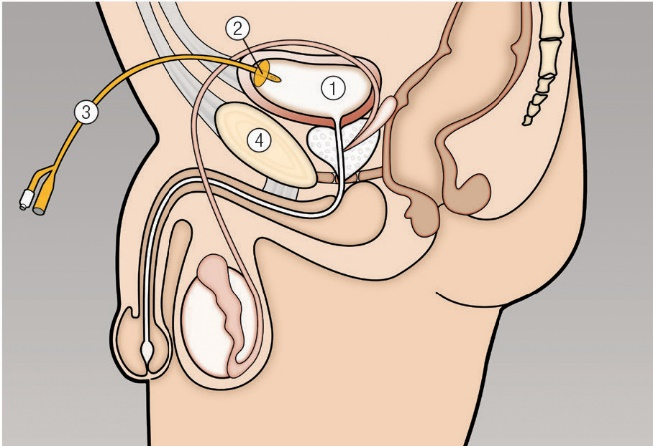 ②
①
③
④